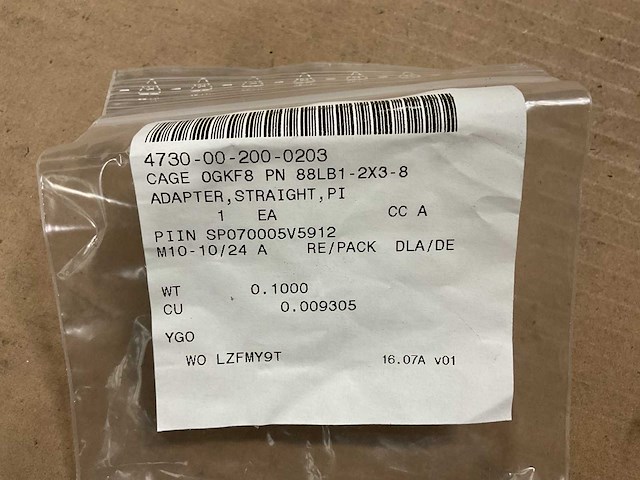 4730-00-200-0203
CAGE 0GKF8 PN 88LB1-2X3-8
ADAPTER,STRAIGHT,PI
1 EA CC A
PIIN SP070005V5912
M10-10/24 A RE/PACK DLA/DE
WT 0.1000
CU 0.009305
YGO
WO LZFMY9T 16.07A v01